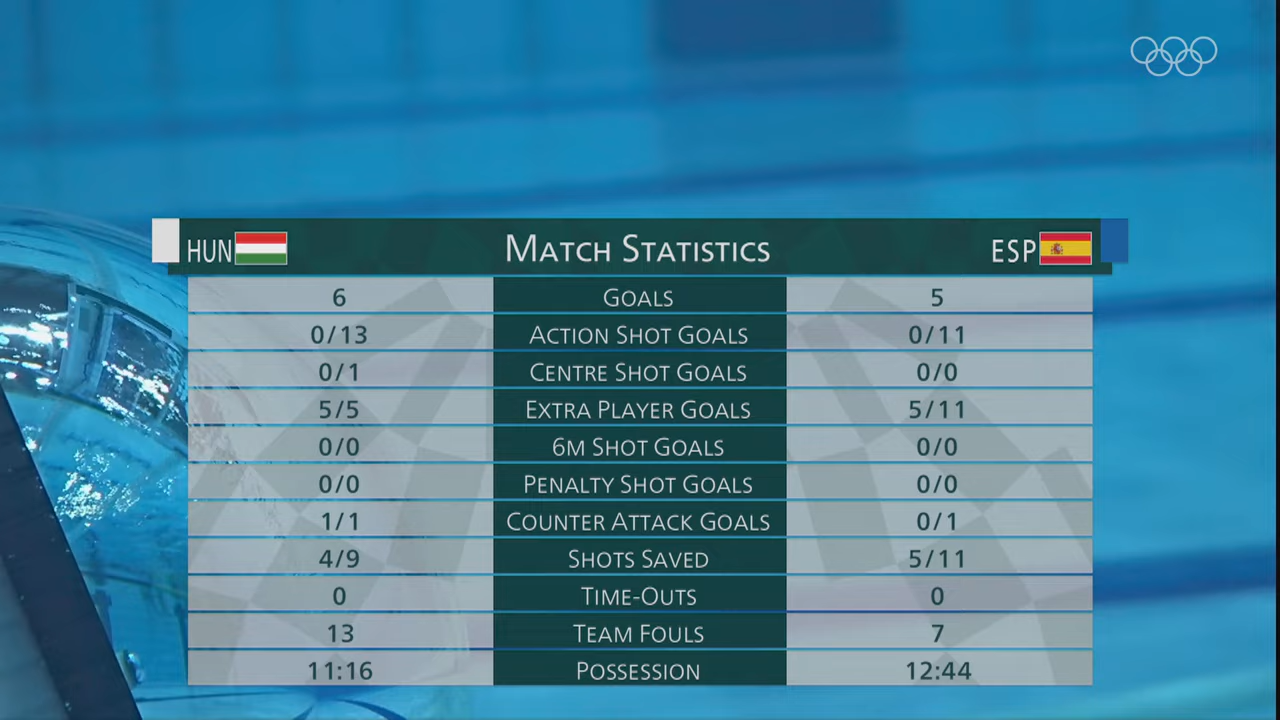 HUN MATCH STATISTICS ESP
6 GOALS 5
0/13 ACTION SHOT GOALS 0/11
0/1 CENTRE SHOT GOALS 0/0
5/5 EXTRA PLAYER GOALS 5/11
0/0 6M SHOT GOALS 0/0
0/0 PENALTY SHOT GOALS 0/0
1/1 COUNTER ATTACK GOALS 0/1
4/9 SHOTS SAVED 5/11
0 TIME-OUTS 0
13 TEAM FOULS 7
11:16 POSSESSION 12:44